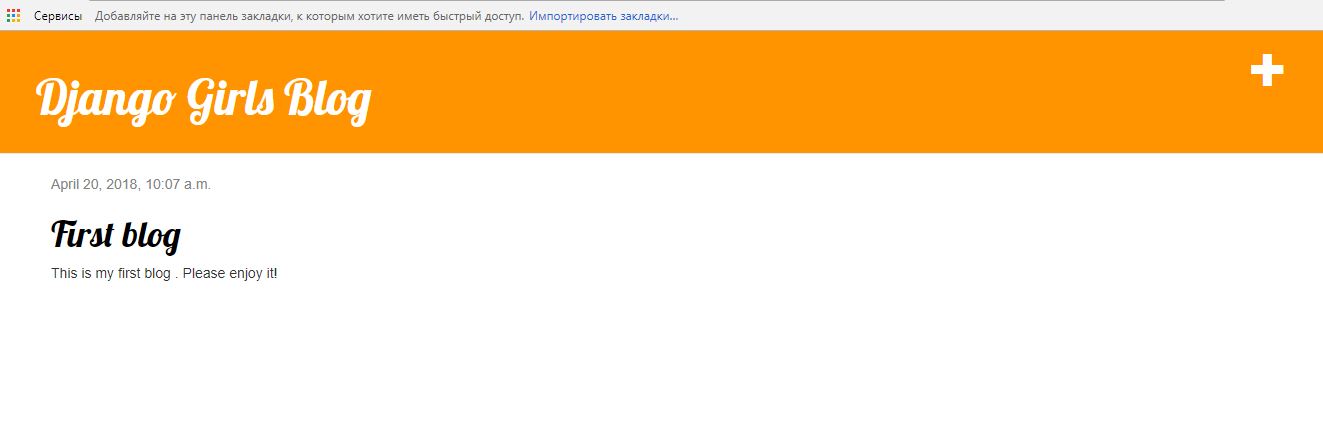 Сервисы Добавляйте на эту панель закладки, к которым хотите иметь быстрый доступ. Импортировать закладки...
Django Girls Blog
April 20, 2018, 10:07 a.m.
First blog
This is my first blog . Please enjoy it!